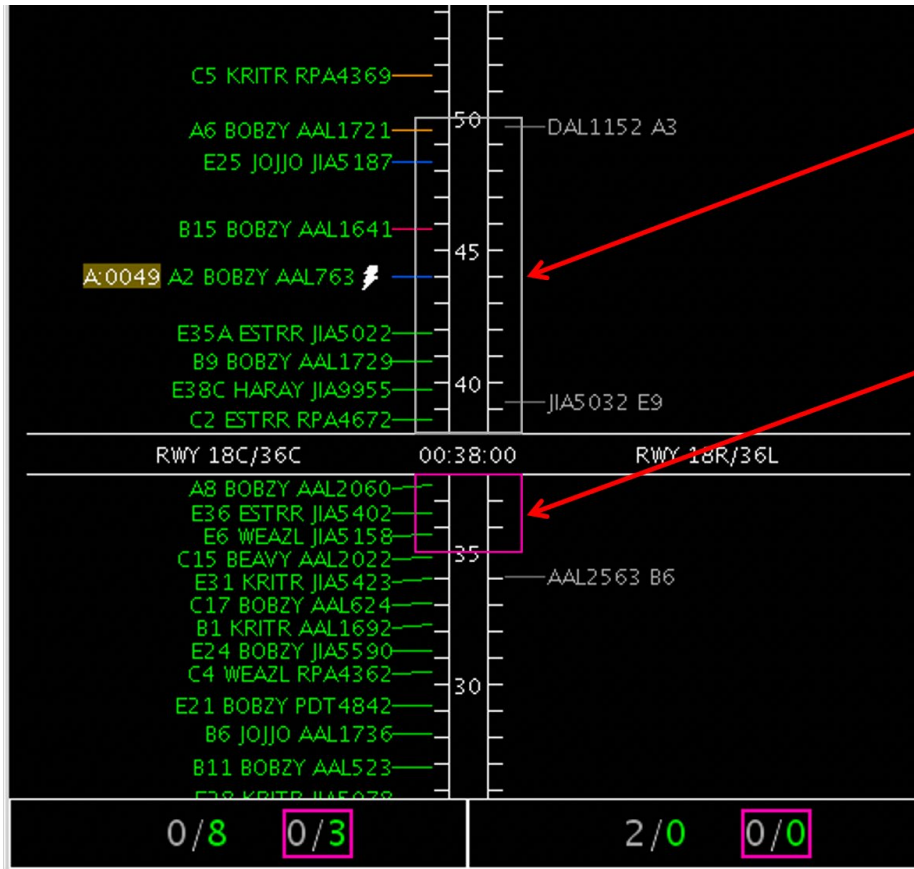 C5 KRITR RPA4369
50
A6 BOBZY AAL1721
DAL1152 A3
E25 JOJJO JIA5187
B15 BOBZY AAL1641
45
A:0049 A2 BOBZY AAL763
E35A ESTRR JIA5022
B9 BOBZY AAL1729
40
E38C HARAY JIA9955
JIA5032 E9
C2 ESTRR RPA4672
RWY 18C/36C 00:38:00 RWY 18R/36L
A8 BOBZY AAL2060
E36 ESTRR JIA5402
E6 WEAZL JIA5158
35
C15 BEAVY AAL2022
E31 KRITR JIA5423
AAL2563 B6
C17 BOBZY AAL624
B1 KRITR AAL1692
E24 BOBZY JIA5590
C4 WEAZL RPA4362
30
E21 BOBZY PDT4842
B6 JOJJO AAL1736
B11 BOBZY AAL523
E28 KRITR JIA5078
0/8 0/3 2/0 0/0